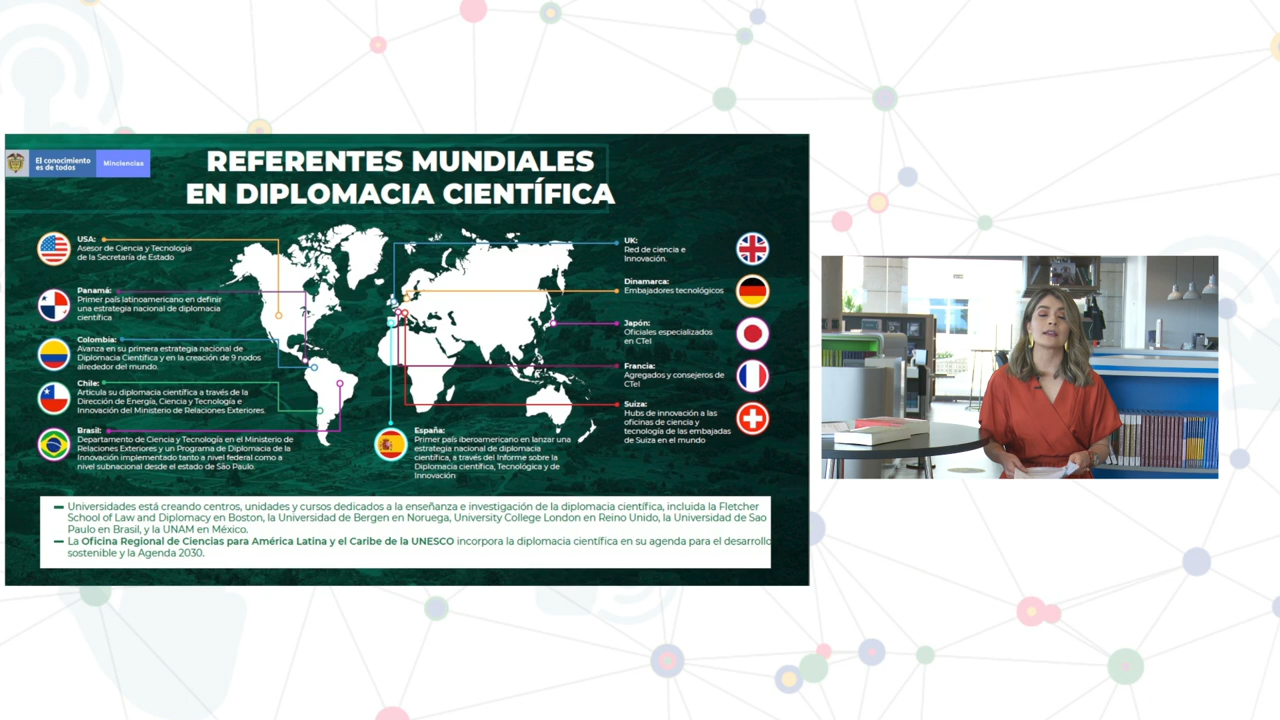 El conocimiento
es de todos
Minciencias
REFERENTES MUNDIALES
EN DIPLOMACIA CIENTÍFICA
USA:
Asesor de Ciencia y Tecnología
de la Secretaría de Estado
Panamá:
Primer país latinoamericano en definir
una estrategia nacional de diplomacia
científica
Colombia:
Avanza en su primera estrategia nacional de
Diplomacia Científica y en la creación de 9 nodos
alrededor del mundo.
Chile:
Articula su diplomacia científica a través de la
Dirección de Energía, Ciencia y Tecnología e
Innovación del Ministerio de Relaciones Exteriores.
Brasil:
Departamento de Ciencia y Tecnología en el Ministerio de
Relaciones Exteriores y un Programa de Diplomacia de la
Innovación implementado tanto a nivel federal como a
nivel subnacional desde el estado de São Paulo.
España:
Primer país iberoamericano en lanzar una
estrategia nacional de diplomacia
científica, a través del Informe sobre la
Diplomacia científica, Tecnológica y de
Innovación
UK:
Red de ciencia e
Innovación.
Dinamarca:
Embajadores tecnológicos
Japón:
Oficiales especializados
en CTel
Francia:
Agregados y consejeros de
CTel
Suiza:
Hubs de innovación a las
oficinas de ciencia y
tecnología de las embajadas
de Suiza en el mundo
Universidades está creando centros, unidades y cursos dedicados a la enseñanza e investigación de la diplomacia científica, incluida la Fletcher
School of Law and Diplomacy en Boston, la Universidad de Bergen en Noruega, University College London en Reino Unido, la Universidad de Sao
Paulo en Brasil, y la UNAM en México.
La Oficina Regional de Ciencias para América Latina y el Caribe de la UNESCO incorpora la diplomacia científica en su agenda para el desarrollo
sostenible y la Agenda 2030.